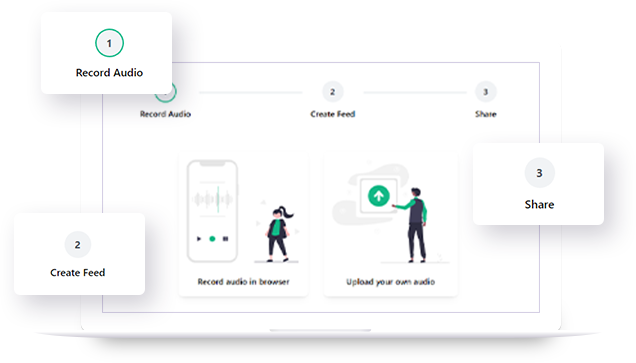 1
Record Audio
2
3
Record Audio
Create Feed
Share
3
Share
2
Create Feed
Record audio in browser
Upload your own audio